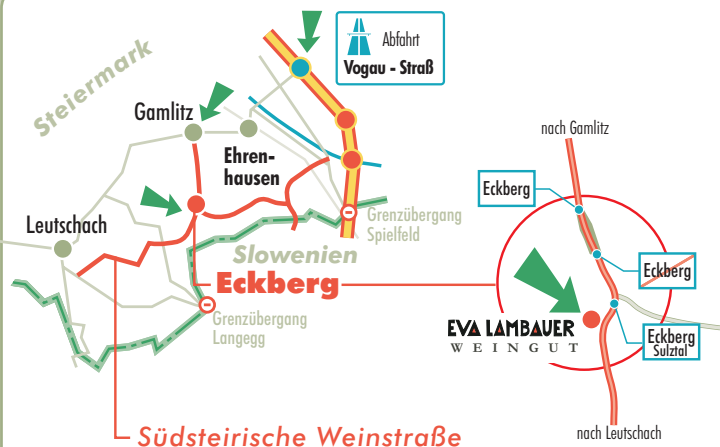 Abfahrt
Vogau - Straß
Steiermark
Gamlitz
Ehren-
hausen
Leutschach
Grenzübergang
Spielfeld
Slowenien
Eckberg
Grenzübergang
Langegg
Südsteirische Weinstraße
nach Gamlitz
Eckberg
Eckberg
EVA LAMBAUER
WEINGUT
Eckberg
Sulztal
nach Leutschach